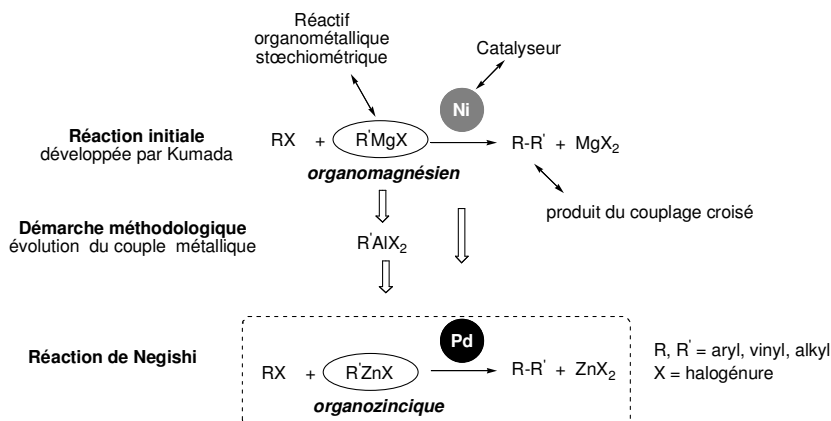 Réactif
organométallique
stœchiométrique
Catalyseur
Ni
Réaction initiale
développée par Kumada
RX + R'MgX R-R' + MgX2
organomagnésien
produit du couplage croisé
Démarche méthodologique
évolution du couple métallique
R'AlX2
Pd
Réaction de Negishi
RX + R'ZnX R-R' + ZnX2
organozincique
R, R' = aryl, vinyl, alkyl
X = halogénure